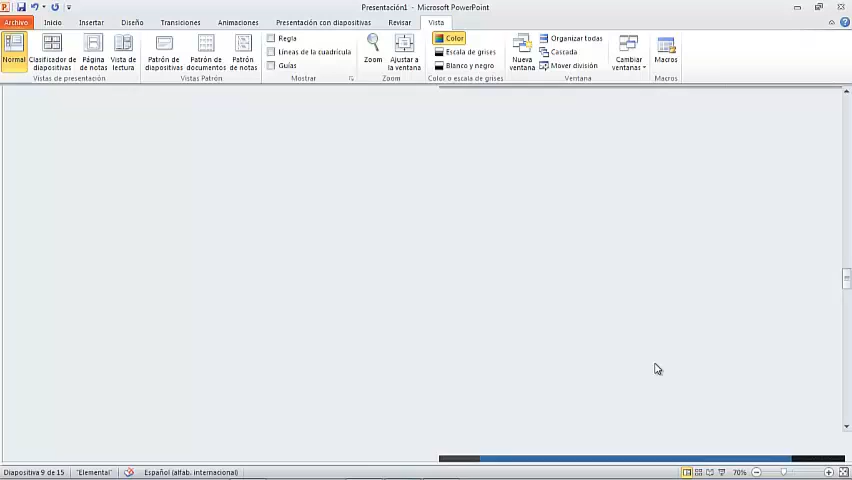 Presentación1 - Microsoft PowerPoint
Archivo Inicio Insertar Diseño Transiciones Animaciones Presentación con diapositivas Revisar Vista
Normal Clasificador de diapositivas Página de notas Vista de lectura Patrón de diapositivas Patrón de documentos Patrón de notas Regla Líneas de la cuadrícula Guías Zoom Ajustar a la ventana Color Escala de grises Blanco y negro Nueva ventana Organizar todas Cascada Mover división Cambiar ventanas Macros
Vistas de presentación Vistas Patrón Mostrar Zoom Color o escala de grises Ventana Macros
Diapositiva 9 de 15 "Elemental" Español (alfab. internacional) 70%